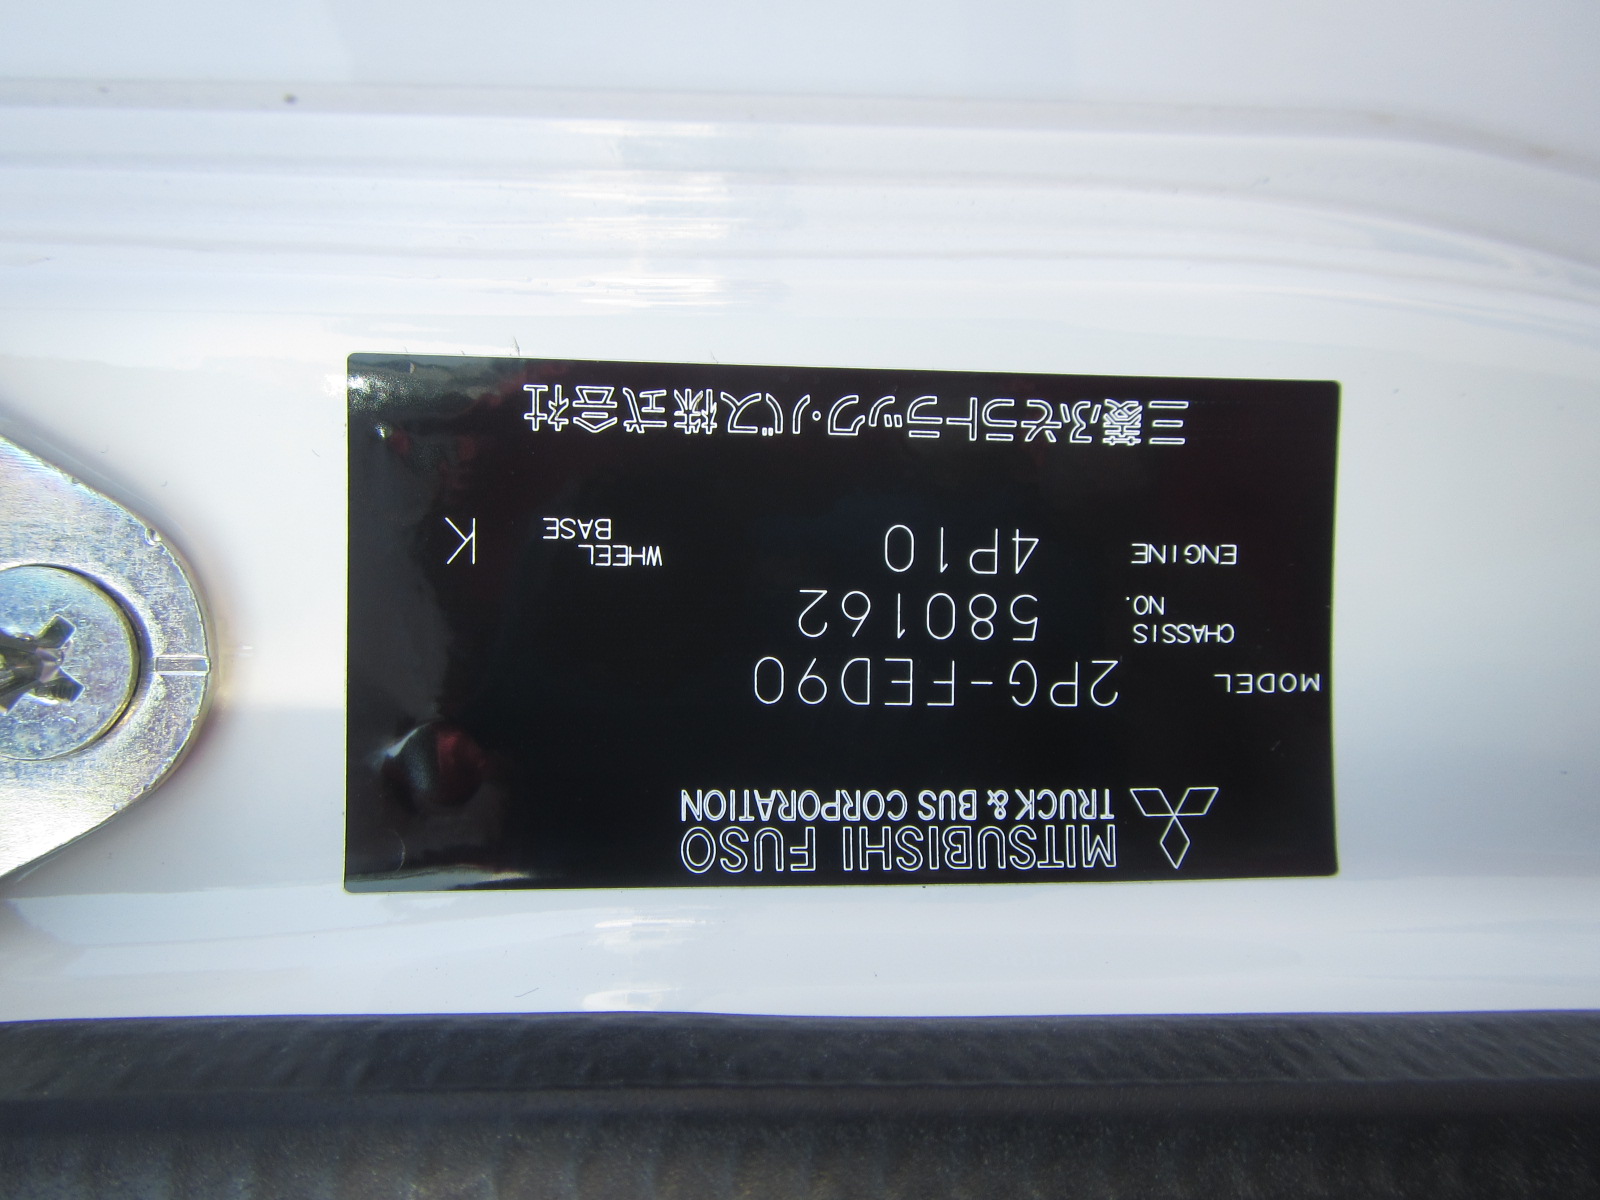 MITSUBISHI FUSO
TRUCK & BUS CORPORATION
MODEL 2PG-FED90
CHASSIS NO. 580162
ENGINE 4P10 WHEEL BASE K
三菱ふそうトラック・バス株式会社